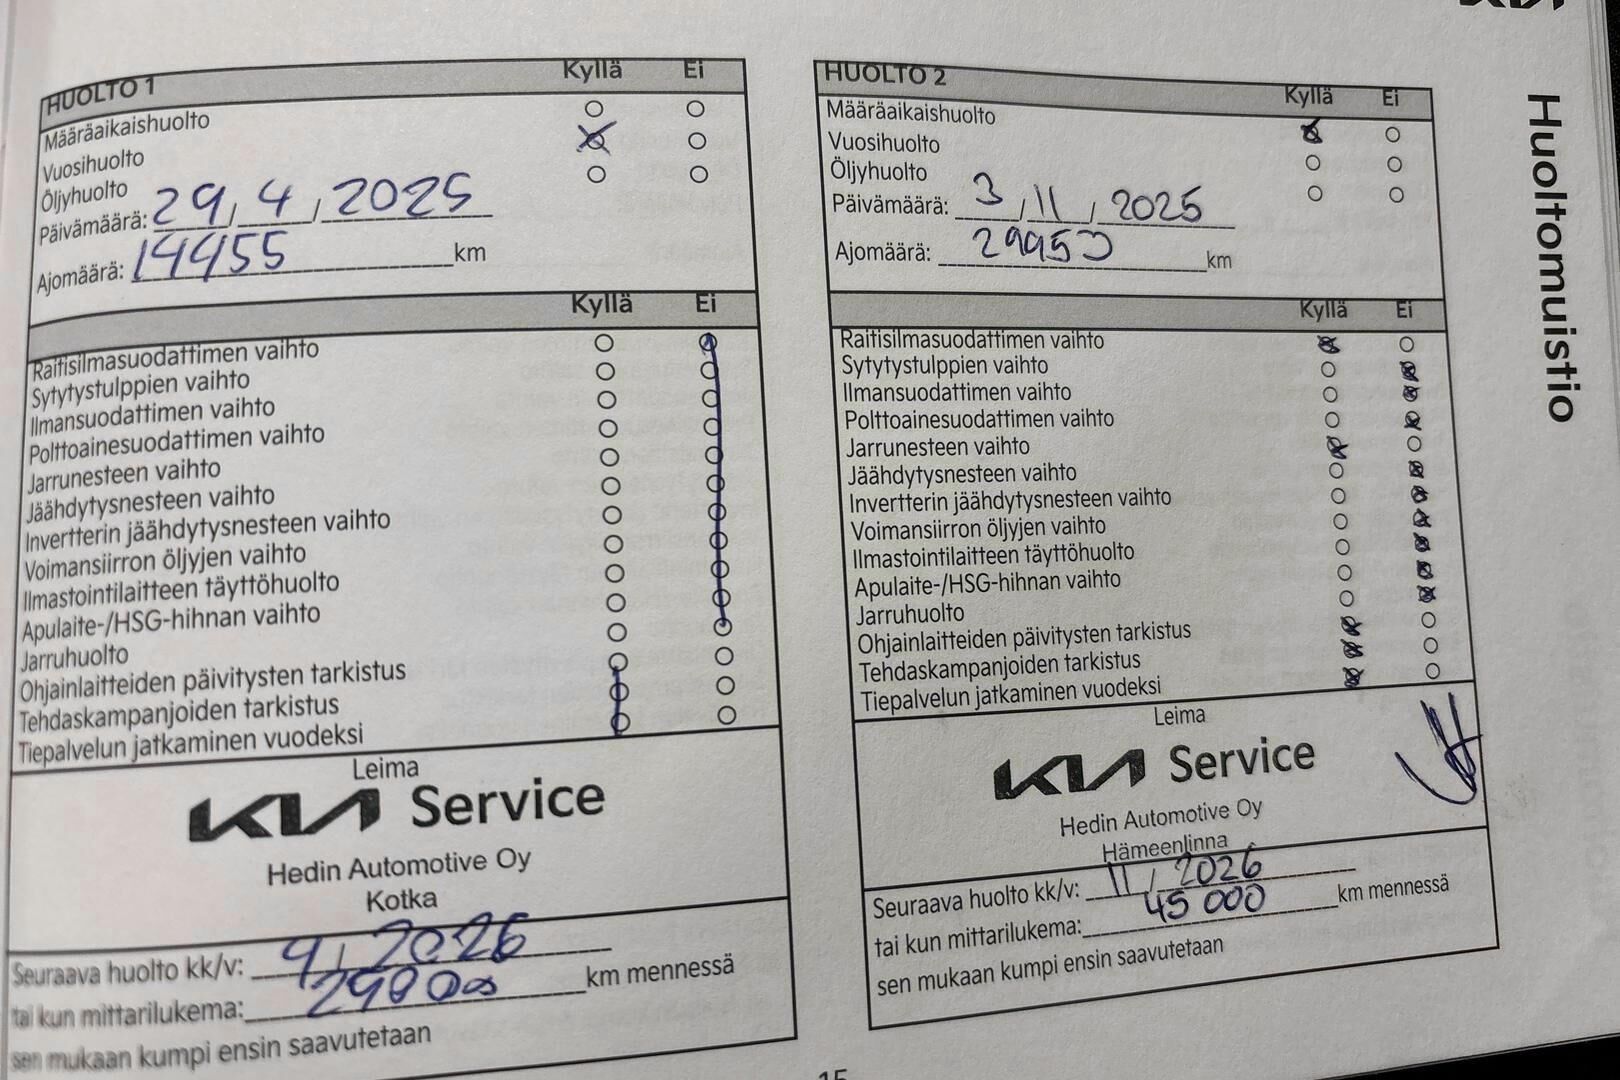 HUOLTO 1 Kyllä Ei
Määräaikaishuolto
Vuosihuolto
Öljyhuolto
Päivämäärä: 29, 4, 2025
Ajomäärä: 14455 km
Kyllä Ei
Raitisilmasuodattimen vaihto
Sytytystulppien vaihto
Ilmansuodattimen vaihto
Polttoainesuodattimen vaihto
Jarrunesteen vaihto
Jäähdytysnesteen vaihto
Invertterin jäähdytysnesteen vaihto
Voimansiirron öljyjen vaihto
Ilmastointilaitteen täyttöhuolto
Apulaite-/HSG-hihnan vaihto
Jarruhuolto
Ohjainlaitteiden päivitysten tarkistus
Tehdaskampanjoiden tarkistus
Tiepalvelun jatkaminen vuodeksi
Leima
KIA Service
Hedin Automotive Oy
Kotka
Seuraava huolto kk/v: 4, 2026
tai kun mittarilukema: km mennessä
sen mukaan kumpi ensin saavutetaan
HUOLTO 2 Kyllä Ei
Määräaikaishuolto
Vuosihuolto
Öljyhuolto
Päivämäärä: 3, 11, 2025
Ajomäärä: 29950 km
Kyllä Ei
Raitisilmasuodattimen vaihto
Sytytystulppien vaihto
Ilmansuodattimen vaihto
Polttoainesuodattimen vaihto
Jarrunesteen vaihto
Jäähdytysnesteen vaihto
Invertterin jäähdytysnesteen vaihto
Voimansiirron öljyjen vaihto
Ilmastointilaitteen täyttöhuolto
Apulaite-/HSG-hihnan vaihto
Jarruhuolto
Ohjainlaitteiden päivitysten tarkistus
Tehdaskampanjoiden tarkistus
Tiepalvelun jatkaminen vuodeksi
Leima
KIA Service
Hedin Automotive Oy
Hämeenlinna
Seuraava huolto kk/v: 11, 2026
tai kun mittarilukema: 45 000 km mennessä
sen mukaan kumpi ensin saavutetaan
Huoltomuistio
15